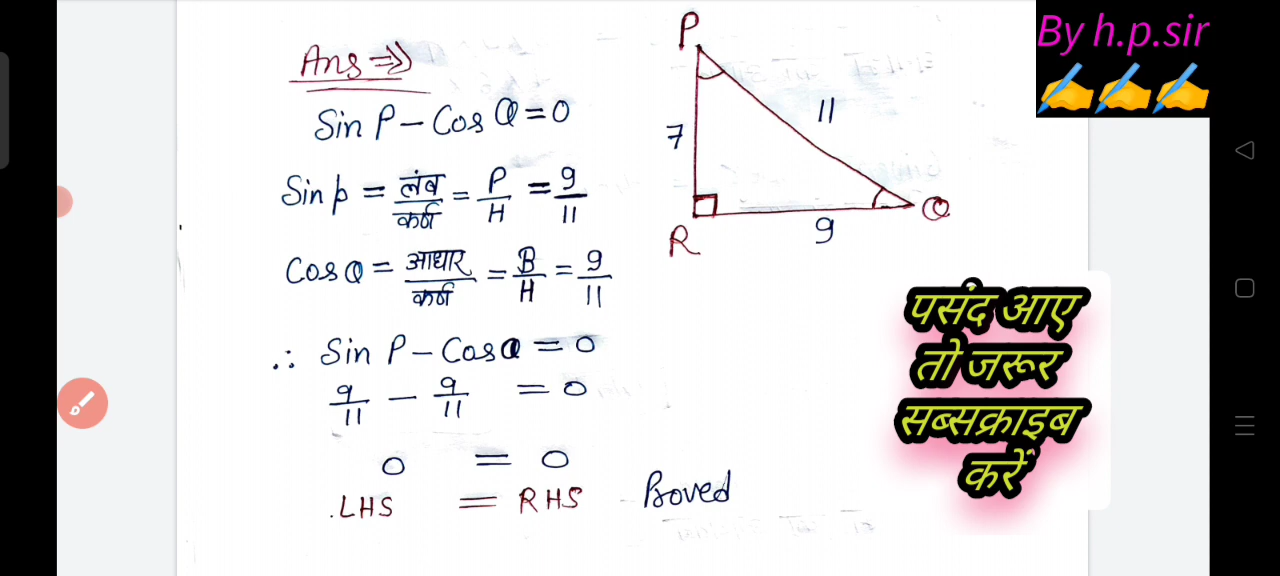 Ans ⇒
Sin P - Cos Q = 0
Sin p = लंब/कर्ण = P/H = 9/11
Cos Q = आधार/कर्ण = B/H = 9/11
∴ Sin P - Cos Q = 0
9/11 - 9/11 = 0
0 = 0
.LHS = RHS Proved
P
11
7
R
9
Q
By h.p.sir
✍️✍️✍️
पसंद आए
तो जरूर
सब्सक्राइब
करें